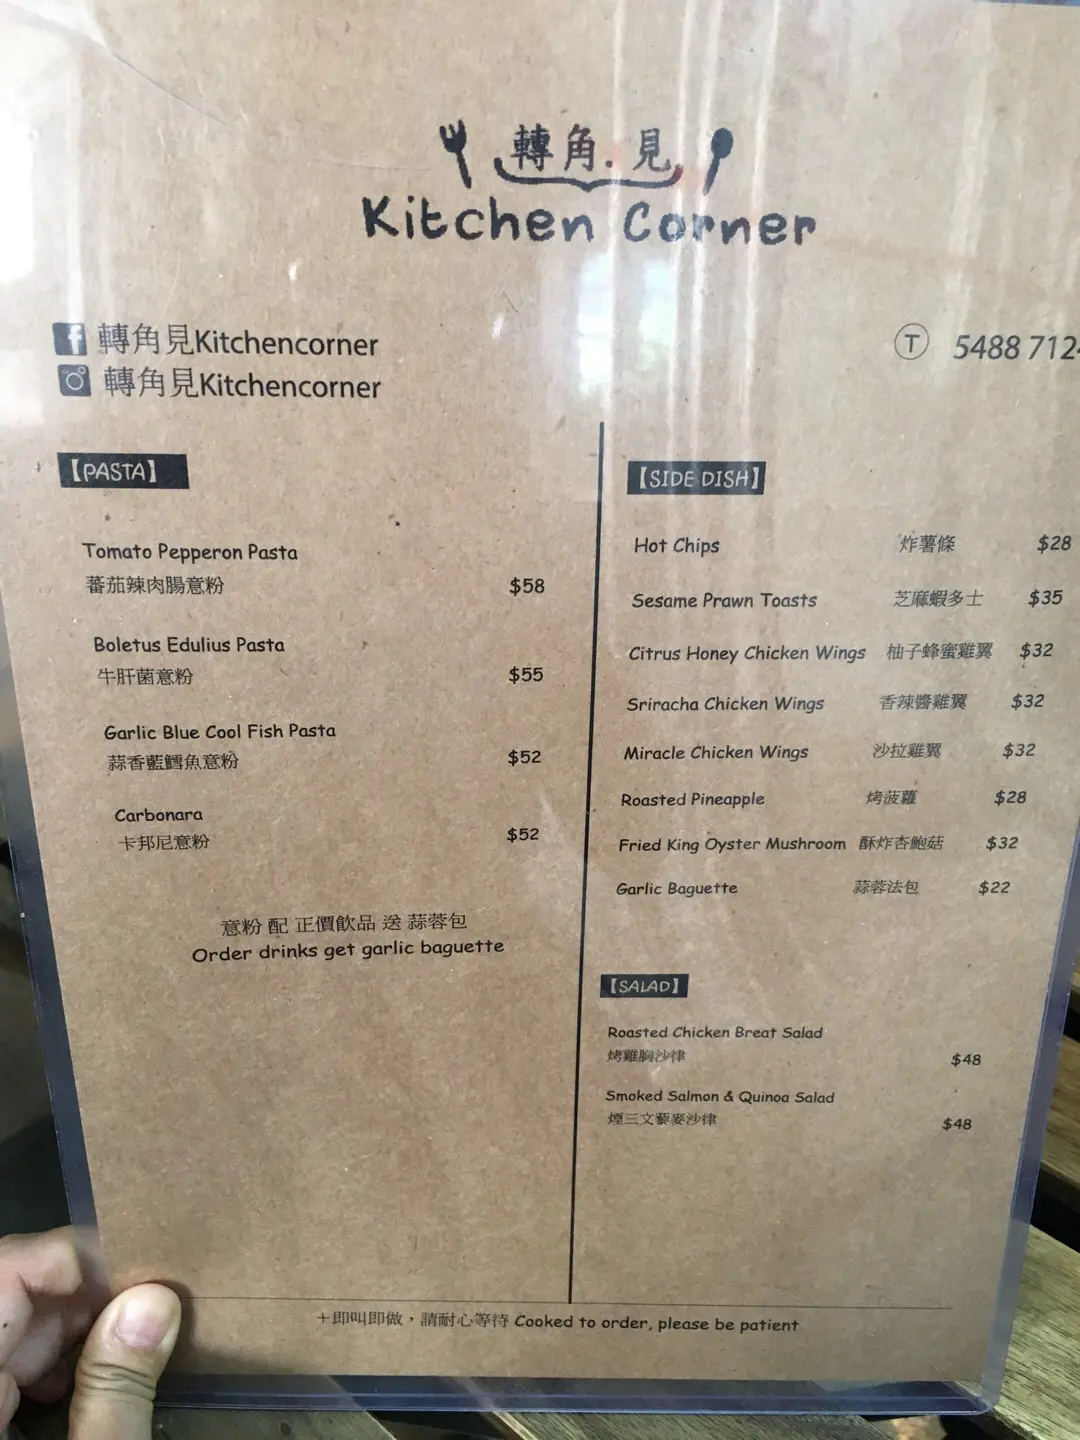 轉角.見
Kitchen Corner
轉角見Kitchencorner
轉角見Kitchencorner
T 5488 712
【PASTA】
Tomato Pepperon Pasta
蕃茄辣肉腸意粉 $58
Boletus Edulius Pasta
牛肝菌意粉 $55
Garlic Blue Cool Fish Pasta
蒜香藍鱈魚意粉 $52
Carbonara
卡邦尼意粉 $52
意粉 配 正價飲品 送 蒜蓉包
Order drinks get garlic baguette
【SIDE DISH】
Hot Chips 炸薯條 $28
Sesame Prawn Toasts 芝麻蝦多士 $35
Citrus Honey Chicken Wings 柚子蜂蜜雞翼 $32
Sriracha Chicken Wings 香辣醬雞翼 $32
Miracle Chicken Wings 沙拉雞翼 $32
Roasted Pineapple 烤菠蘿 $28
Fried King Oyster Mushroom 酥炸杏鮑菇 $32
Garlic Baguette 蒜蓉法包 $22
【SALAD】
Roasted Chicken Breat Salad
烤雞胸沙律 $48
Smoked Salmon & Quinoa Salad
煙三文藜麥沙律 $48
＋即叫即做，請耐心等待 Cooked to order, please be patient